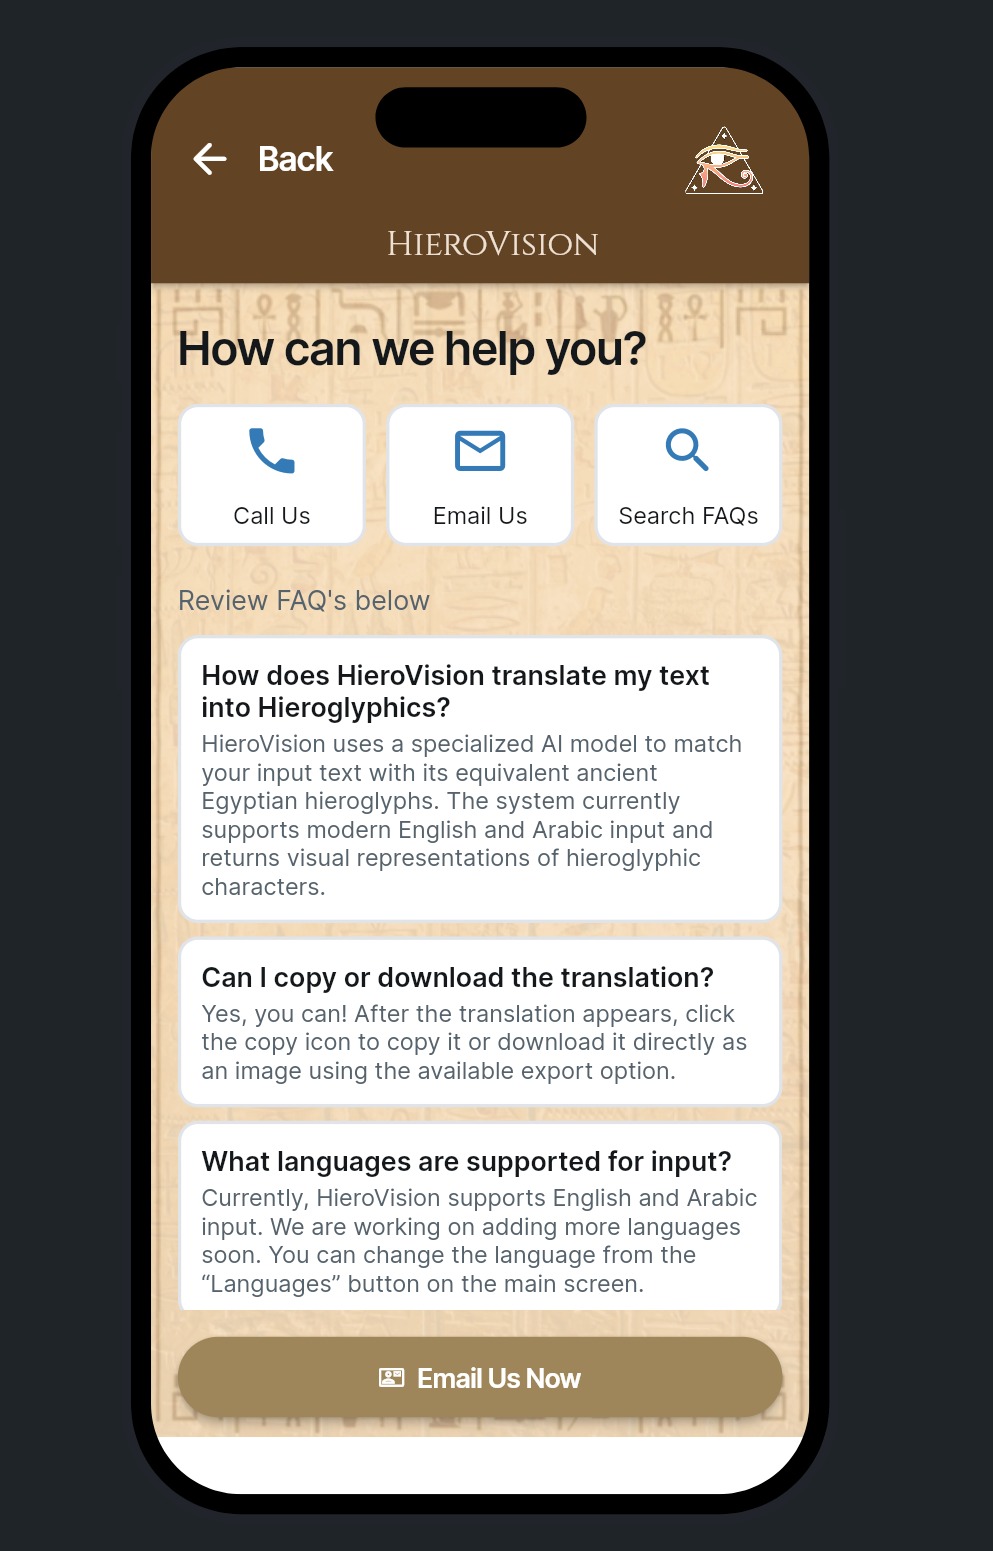 Back
HieroVision
How can we help you?
Call Us
Email Us
Search FAQs
Review FAQ's below
How does HieroVision translate my text
into Hieroglyphics?
HieroVision uses a specialized AI model to match
your input text with its equivalent ancient
Egyptian hieroglyphs. The system currently
supports modern English and Arabic input and
returns visual representations of hieroglyphic
characters.
Can I copy or download the translation?
Yes, you can! After the translation appears, click
the copy icon to copy it or download it directly as
an image using the available export option.
What languages are supported for input?
Currently, HieroVision supports English and Arabic
input. We are working on adding more languages
soon. You can change the language from the
“Languages” button on the main screen.
Email Us Now